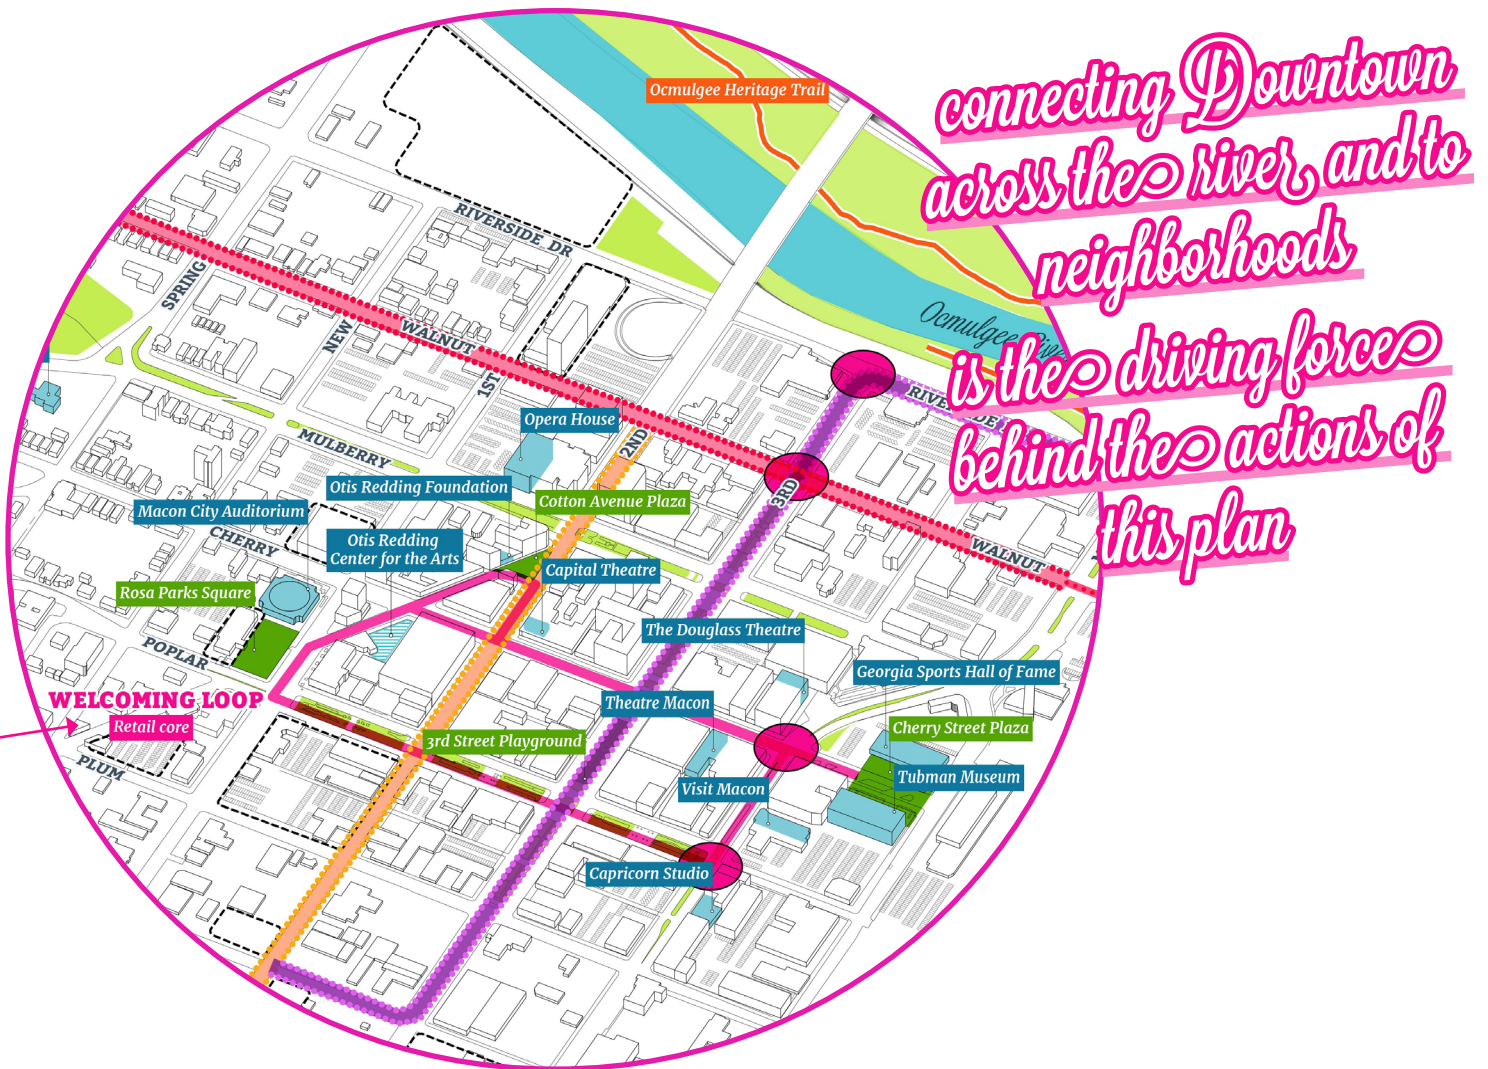 connecting Downtown
across the river, and to
neighborhoods
is the driving force
behind the actions of
this plan
Ocmulgee Heritage Trail
Ocmulgee River
RIVERSIDE DR
SPRING
NEW
WALNUT
1ST
RIVERSIDE
Opera House
2ND
MULBERRY
3RD
Otis Redding Foundation
Cotton Avenue Plaza
Macon City Auditorium
CHERRY
Otis Redding
Center for the Arts
WALNUT
Capital Theatre
Rosa Parks Square
The Douglass Theatre
POPLAR
Georgia Sports Hall of Fame
WELCOMING LOOP
Retail core
Theatre Macon
Cherry Street Plaza
3rd Street Playground
PLUM
Tubman Museum
Visit Macon
Capricorn Studio